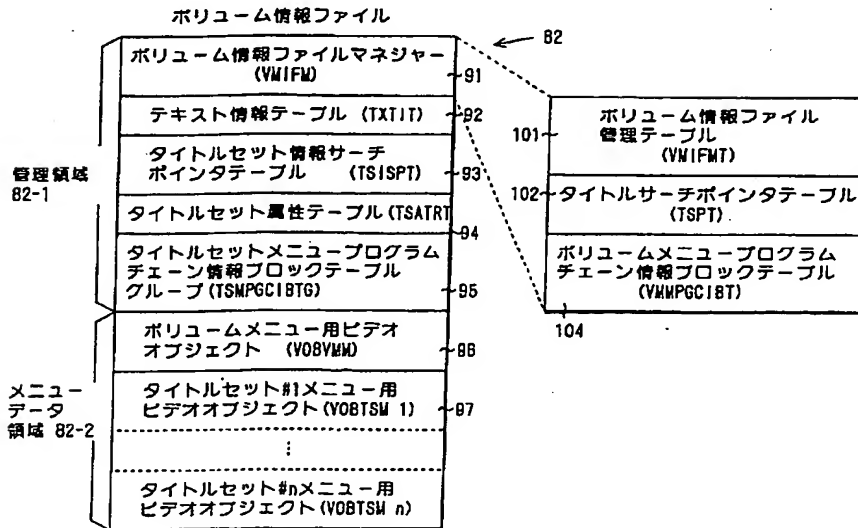 ボリューム情報ファイル
82
ボリューム情報ファイルマネジャー
(VMIFM)
91
テキスト情報テーブル (TXTIT)
92
タイトルセット情報サーチ
ポインタテーブル (TSISPT)
93
タイトルセット属性テーブル(TSATRT
94
タイトルセットメニュープログラム
チェーン情報ブロックテーブル
グループ(TSMPGCIBTG)
95
管理領域
82-1
ボリュームメニュー用ビデオ
オブジェクト (VOBVMM)
96
タイトルセット#1メニュー用
ビデオオブジェクト(VOBTSM 1)
97
タイトルセット#nメニュー用
ビデオオブジェクト(VOBTSM n)
メニュー
データ
領域 82-2
101
ボリューム情報ファイル
管理テーブル
(VMIFMT)
102
タイトルサーチポインタテーブル
(TSPT)
ボリュームメニュープログラム
チェーン情報ブロックテーブル
(VMMPGCIBT)
104